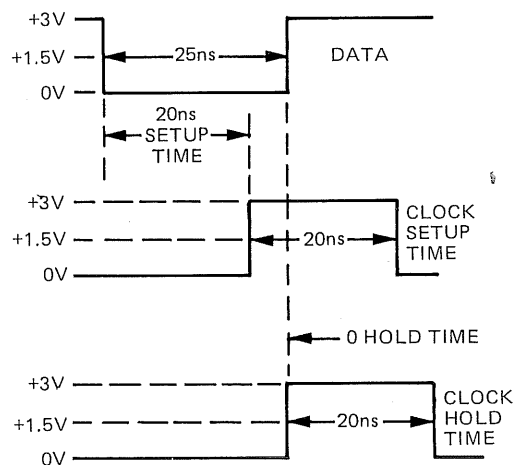 +3V
+1.5V
0V
25ns
DATA
20ns
SETUP
TIME
+3V
+1.5V
0V
20ns
CLOCK
SETUP
TIME
0 HOLD TIME
+3V
+1.5V
0V
20ns
CLOCK
HOLD
TIME